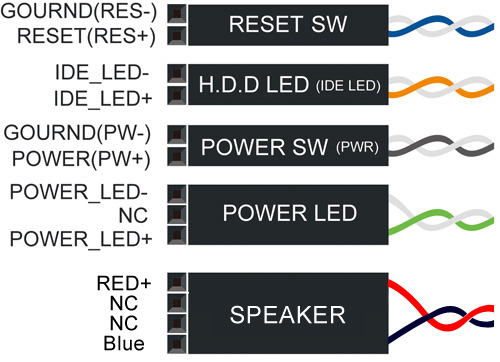 GOURND(RES-)
RESET(RES+)
RESET SW
IDE_LED-
IDE_LED+
H.D.D LED (IDE LED)
GOURND(PW-)
POWER(PW+)
POWER SW (PWR)
POWER_LED-
NC
POWER_LED+
POWER LED
RED+
NC
NC
Blue
SPEAKER